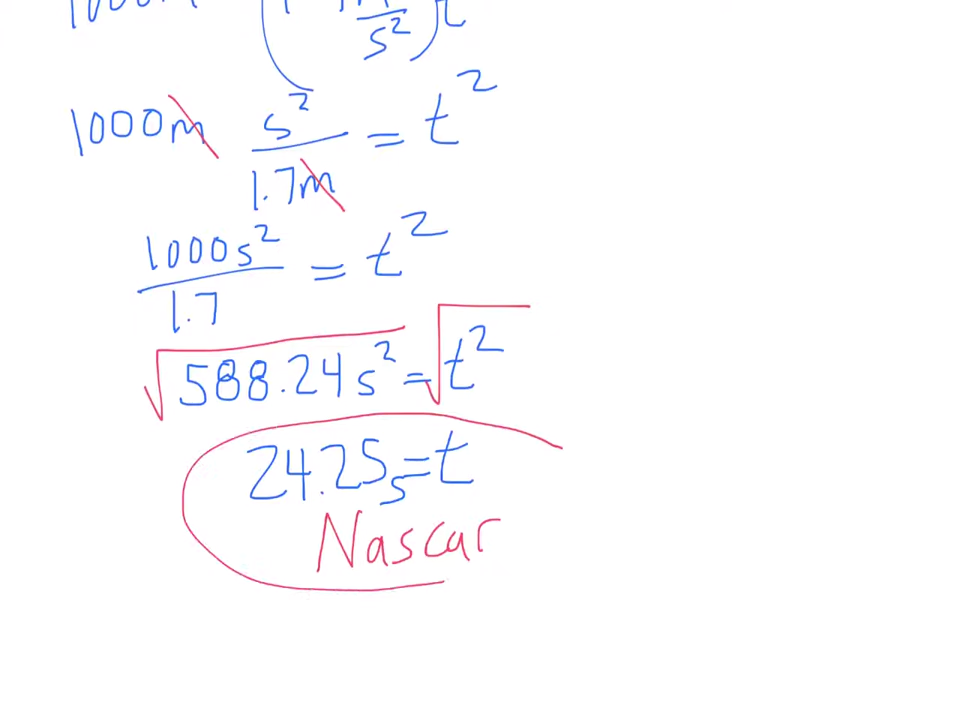 1000m s²/1.7m = t²
1000s²/1.7 = t²
√588.24s² = √t²
24.25s = t
Nascar